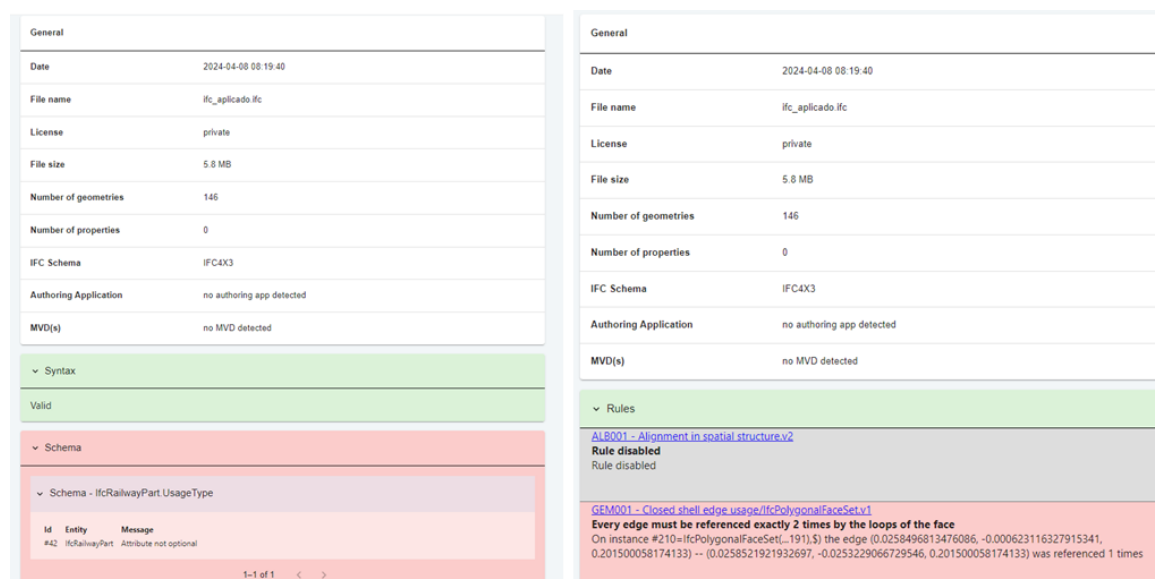 General
Date 2024-04-08 08:19:40
File name ifc_aplicado.ifc
License private
File size 5.8 MB
Number of geometries 146
Number of properties 0
IFC Schema IFC4X3
Authoring Application no authoring app detected
MVD(s) no MVD detected
Syntax
Valid
Schema
Schema - IfcRailwayPart.UsageType
Id Entity Message
#42 IfcRailwayPart Attribute not optional
1–1 of 1
General
Date 2024-04-08 08:19:40
File name ifc_aplicado.ifc
License private
File size 5.8 MB
Number of geometries 146
Number of properties 0
IFC Schema IFC4X3
Authoring Application no authoring app detected
MVD(s) no MVD detected
Rules
ALB001 - Alignment in spatial structure.v2
Rule disabled
Rule disabled
GEM001 - Closed shell edge usage/IfcPolygonalFaceSet.v1
Every edge must be referenced exactly 2 times by the loops of the face
On instance #210=IfcPolygonalFaceSet(...191),$) the edge (0.0258496813476086, -0.000623116327915341,
0.201500058174133) -- (0.0258521921932697, -0.0253229066729546, 0.201500058174133) was referenced 1 times